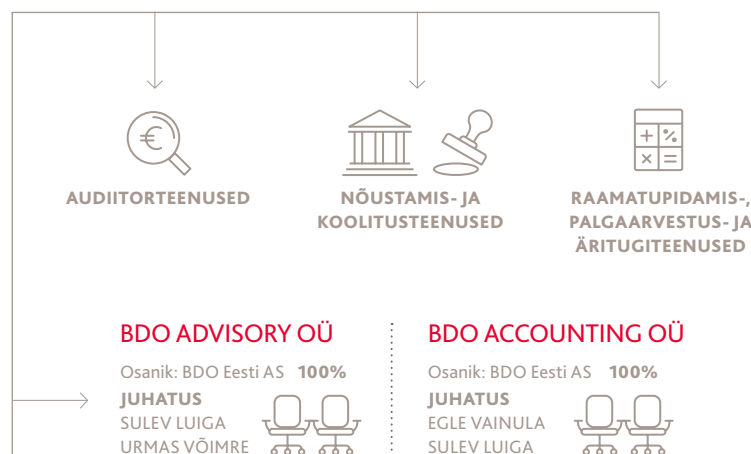 €
AUDIITORTEENUSED
NÕUSTAMIS- JA
KOOLITUSTEENUSED
+ %
× =
RAAMATUPIDAMIS-,
PALGAARVESTUS- JA
ÄRITUGITEENUSED
BDO ADVISORY OÜ
Osanik: BDO Eesti AS 100%
JUHATUS
SULEV LUIGA
URMAS VÕIMRE
BDO ACCOUNTING OÜ
Osanik: BDO Eesti AS 100%
JUHATUS
EGLE VAINULA
SULEV LUIGA